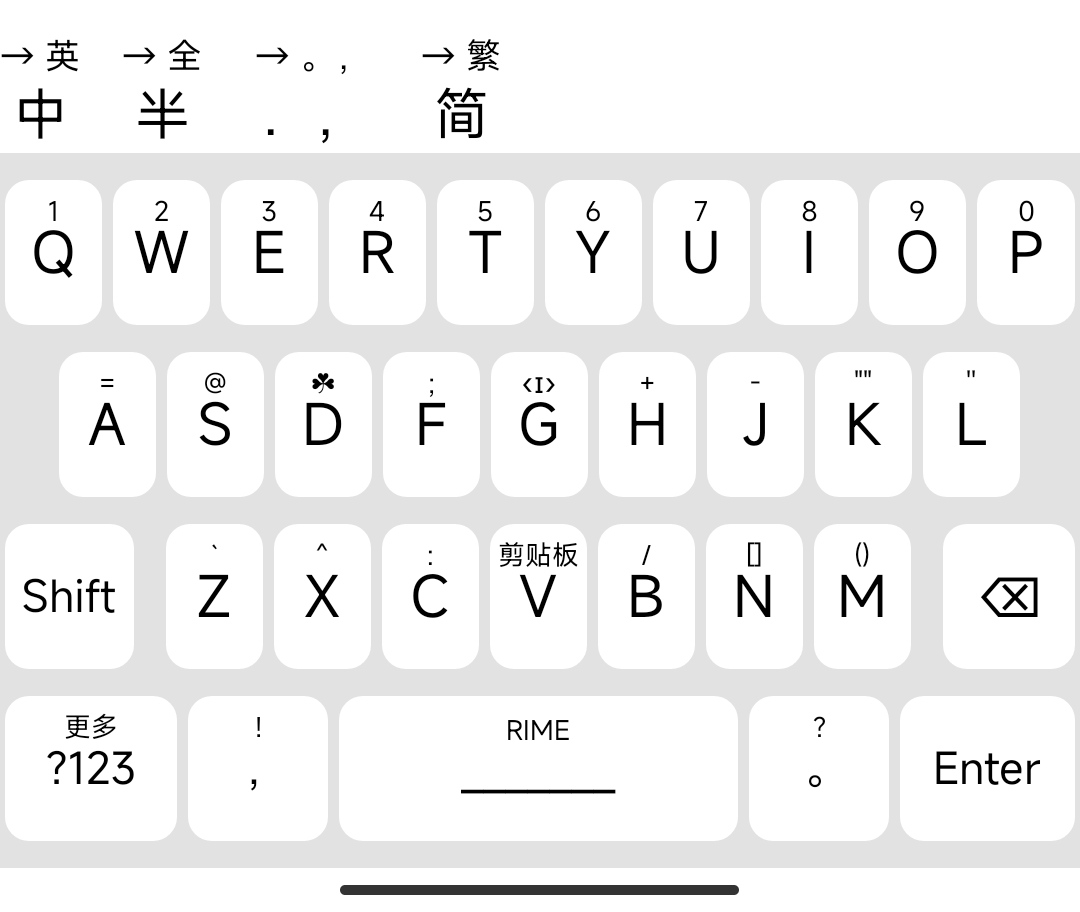 → 英 → 全 → 。, → 繁
中 半 . , 简
1 2 3 4 5 6 7 8 9 0
Q W E R T Y U I O P
= @ ☘ ; ‹I› + - "" "
A S D F G H J K L
` ^ : 剪贴板 / [] ()
Shift Z X C V B N M ⌫
更多 ! RIME ?
?123 , 。 Enter